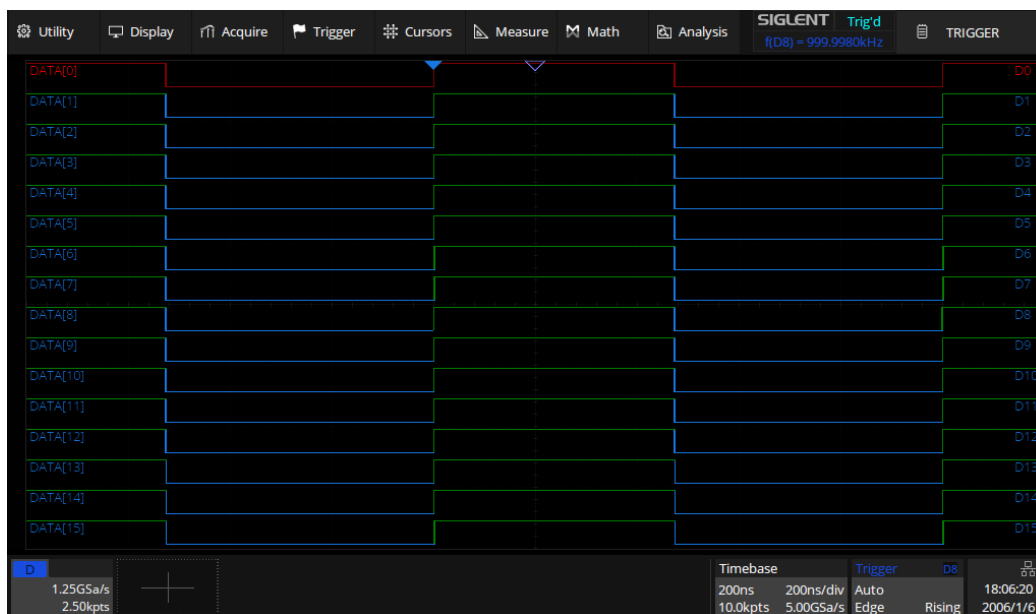 Utility Display Acquire Trigger Cursors Measure Math Analysis SIGLENT Trig'd TRIGGER
f(D8) = 999.9980kHz
DATA[0] D0
DATA[1] D1
DATA[2] D2
DATA[3] D3
DATA[4] D4
DATA[5] D5
DATA[6] D6
DATA[7] D7
DATA[8] D8
DATA[9] D9
DATA[10] D10
DATA[11] D11
DATA[12] D12
DATA[13] D13
DATA[14] D14
DATA[15] D15
D Timebase Trigger D8
1.25GSa/s 200ns 200ns/div Auto 18:06:20
2.50kpts 10.0kpts 5.00GSa/s Edge Rising 2006/1/6